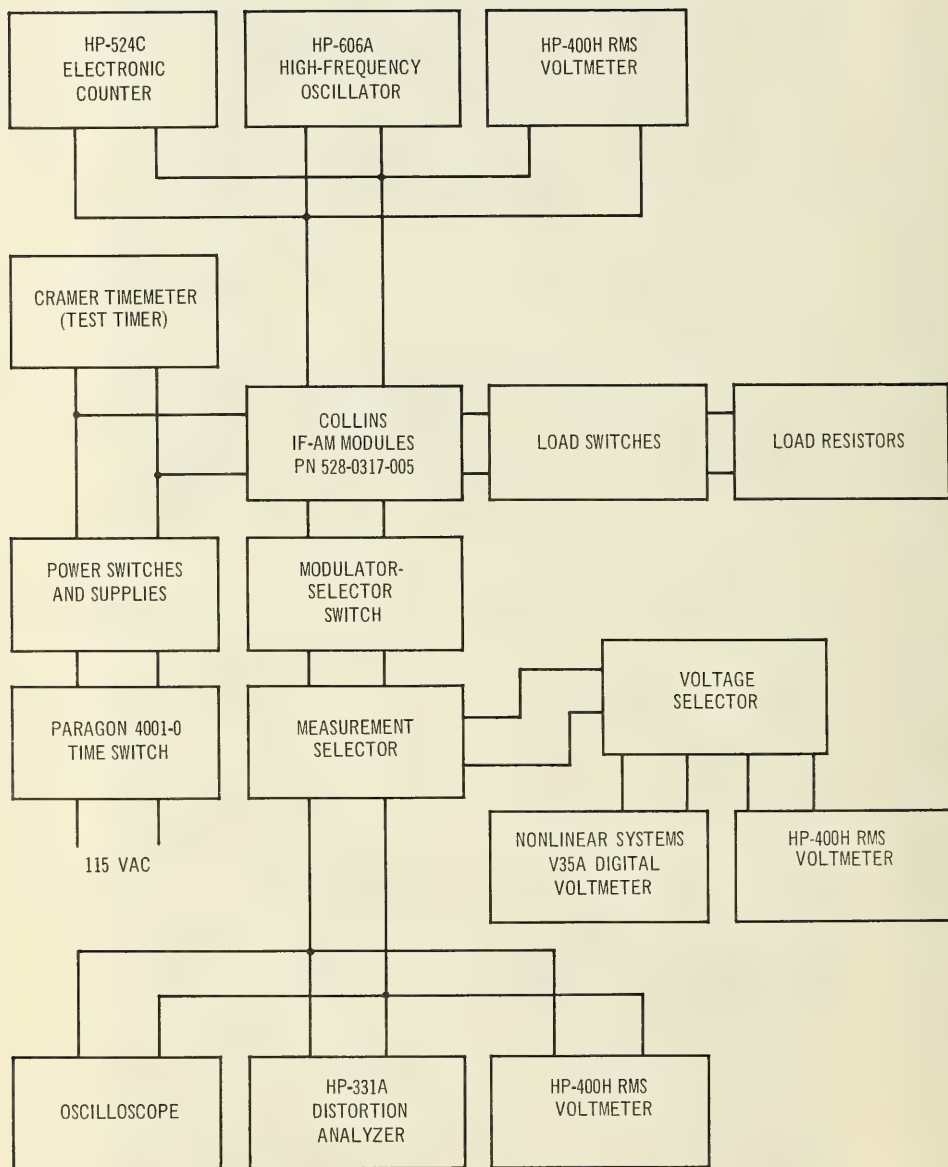 HP-524C
ELECTRONIC
COUNTER
HP-606A
HIGH-FREQUENCY
OSCILLATOR
HP-400H RMS
VOLTMETER
CRAMER TIMEMETER
(TEST TIMER)
COLLINS
IF-AM MODULES
PN 528-0317-005
LOAD SWITCHES
LOAD RESISTORS
POWER SWITCHES
AND SUPPLIES
MODULATOR-
SELECTOR
SWITCH
VOLTAGE
SELECTOR
PARAGON 4001-0
TIME SWITCH
MEASUREMENT
SELECTOR
115 VAC
NONLINEAR SYSTEMS
V35A DIGITAL
VOLTMETER
HP-400H RMS
VOLTMETER
OSCILLOSCOPE
HP-331A
DISTORTION
ANALYZER
HP-400H RMS
VOLTMETER